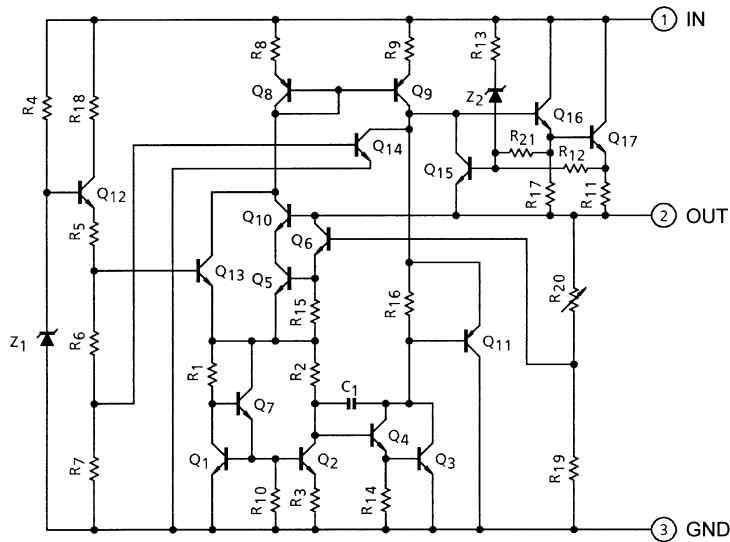 1 IN
R8 R9 R13
R4 R18 Q8 Q9 Z2 Q16
Q14 R21 Q17
Q15 R12
Q12 R17 R11
Q10 2 OUT
R5 Q6
Q13 Q5 R20
R15 R16
Z1 R6 Q11
R1 R2
C1
Q7
Q4
R7 Q1 Q2 Q3 R19
R10 R3 R14
3 GND